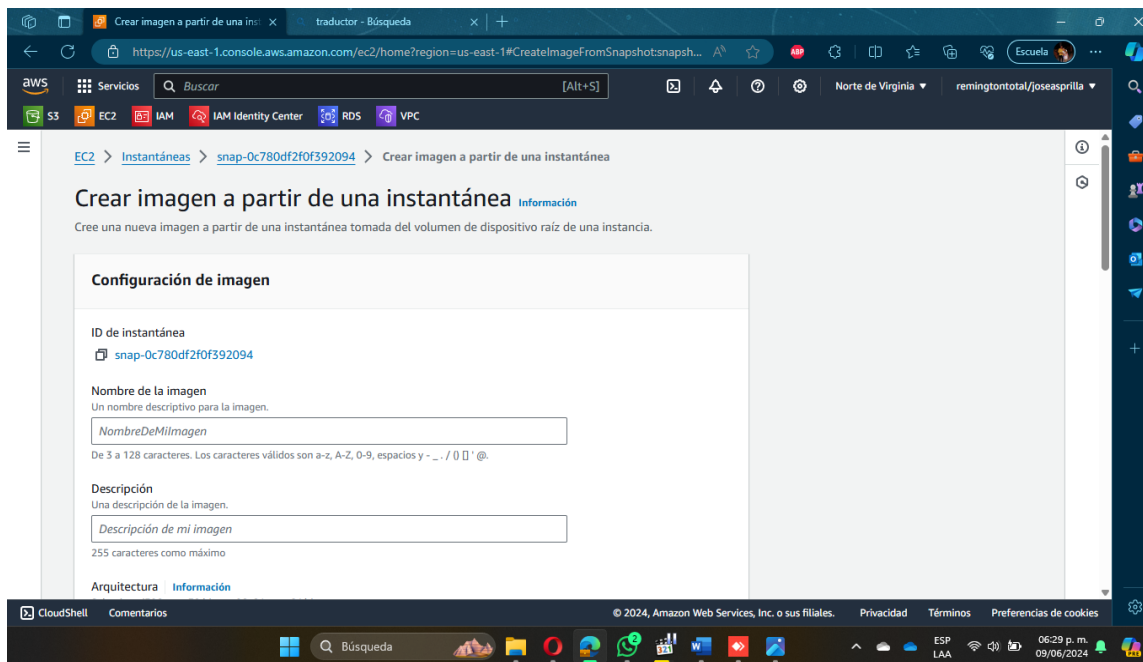 Crear imagen a partir de una inst
traductor - Búsqueda
https://us-east-1.console.aws.amazon.com/ec2/home?region=us-east-1#CreateImageFromSnapshot:snapsh...
ABP
Escuela
aws
Servicios
Buscar
[Alt+S]
Norte de Virginia
remingtontotal/joseasprilla
S3
EC2
IAM
IAM Identity Center
RDS
VPC
EC2 > Instantáneas > snap-0c780df2f0f392094 > Crear imagen a partir de una instantánea
Crear imagen a partir de una instantánea Información
Cree una nueva imagen a partir de una instantánea tomada del volumen de dispositivo raíz de una instancia.
Configuración de imagen
ID de instantánea
snap-0c780df2f0f392094
Nombre de la imagen
Un nombre descriptivo para la imagen.
NombreDeMiImagen
De 3 a 128 caracteres. Los caracteres válidos son a-z, A-Z, 0-9, espacios y - _ . / () [] ' @.
Descripción
Una descripción de la imagen.
Descripción de mi imagen
255 caracteres como máximo
Arquitectura Información
CloudShell
Comentarios
© 2024, Amazon Web Services, Inc. o sus filiales.
Privacidad
Términos
Preferencias de cookies
Búsqueda
2
321
ESP
LAA
06:29 p. m.
09/06/2024